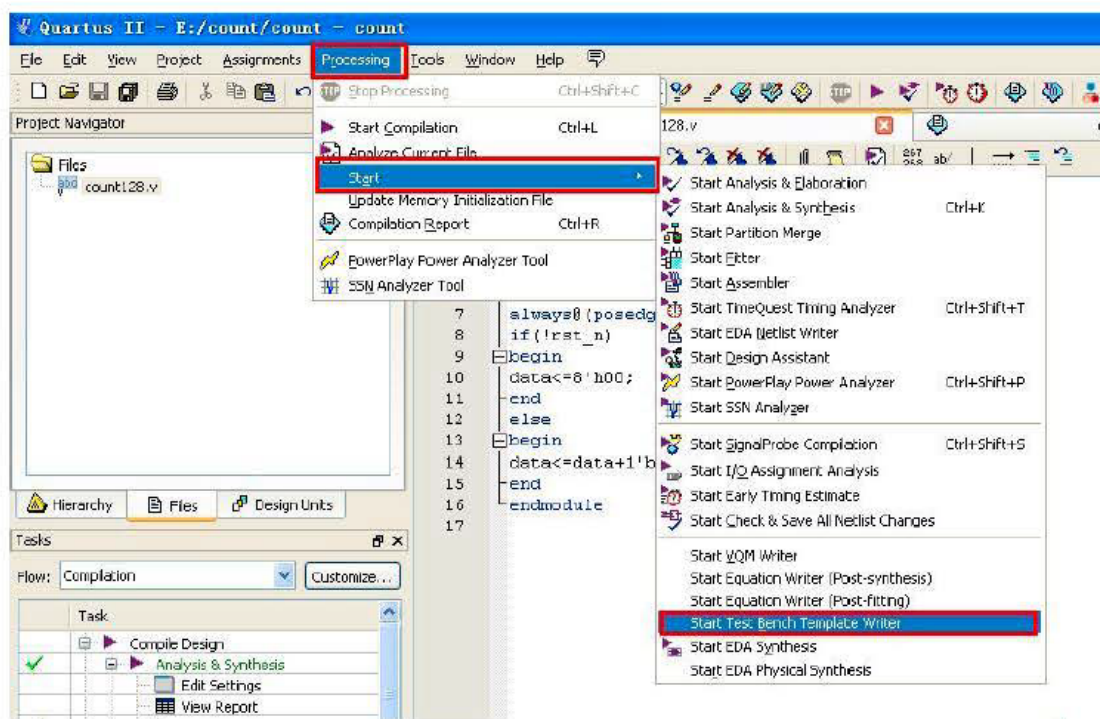 Quartus II - E:/count/count - count
File Edit View Project Assignments Processing Tools Window Help
Project Navigator
Files
count128.v
Stop Processing Ctrl+Shift+C
Start Compilation Ctrl+L
Analyze Current File
Start
Update Memory Initialization File
Compilation Report Ctrl+R
PowerPlay Power Analyzer Tool
SSN Analyzer Tool
128.v
267
268 ab/
Start Analysis & Elaboration
Start Analysis & Synthesis Ctrl+K
Start Partition Merge
Start Fitter
Start Assembler
Start TimeQuest Timing Analyzer Ctrl+Shift+T
Start EDA Netlist Writer
Start Design Assistant
Start PowerPlay Power Analyzer Ctrl+Shift+P
Start SSN Analyzer
Start SignalProbe Compilation Ctrl+Shift+S
Start I/O Assignment Analysis
Start Early Timing Estimate
Start Check & Save All Netlist Changes
Start VQM Writer
Start Equation Writer (Post-synthesis)
Start Equation Writer (Post-fitting)
Start Test Bench Template Writer
Start EDA Synthesis
Start EDA Physical Synthesis
7 always@(posedg
8 if(!rst_n)
9 begin
10 data<=8'h00;
11 end
12 else
13 begin
14 data<=data+1'b
15 end
16 endmodule
17
Hierarchy Files Design Units
Tasks
Flow: Compilation Customize...
Task
Compile Design
Analysis & Synthesis
Edit Settings
View Report